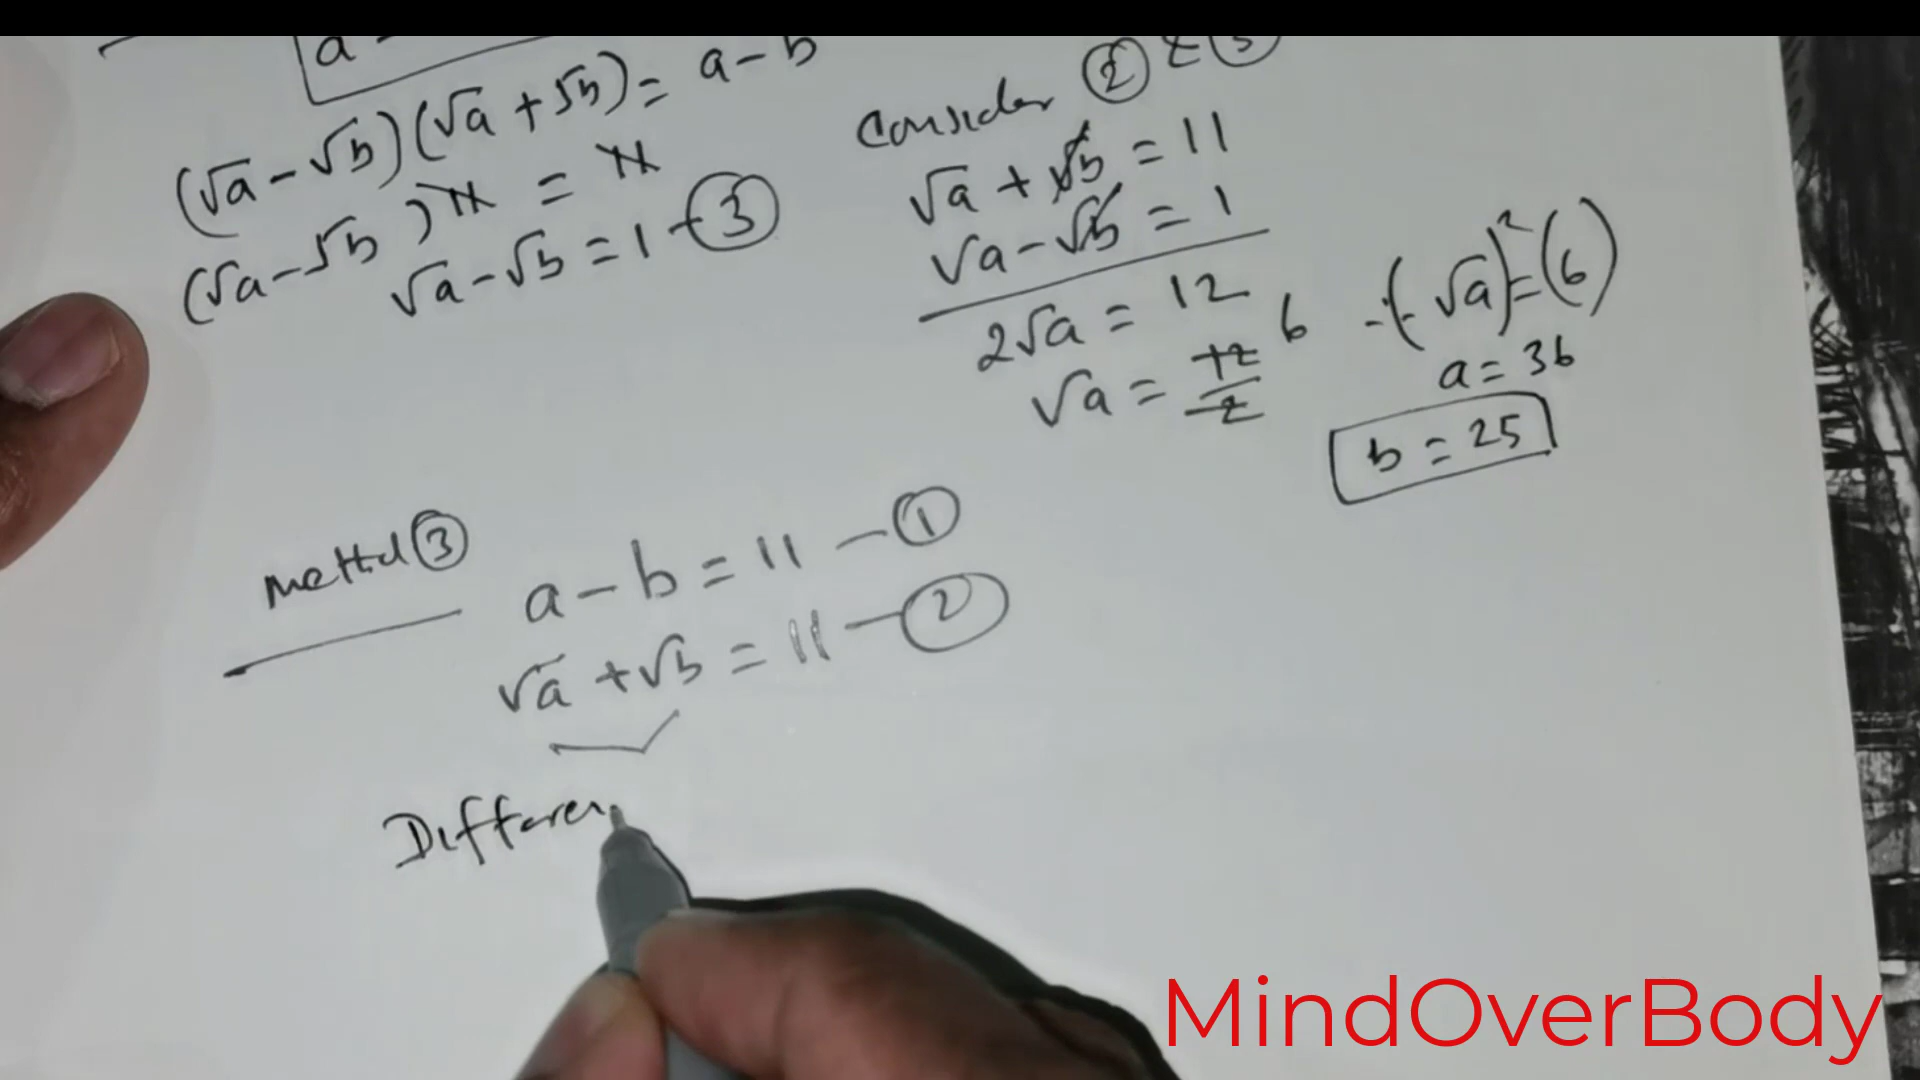 a =
(√a - √b)(√a + √b) = a - b
(√a - √b) 11 = 11
√a - √b = 1 - ③
Consider ② & ③
√a + √b = 11
√a - √b = 1
2√a = 12
√a = 12/2 6
(√a)² = (6)
a = 36
b = 25
Method ③
a - b = 11 - ①
√a + √b = 11 - ②
Differen
MindOverBody